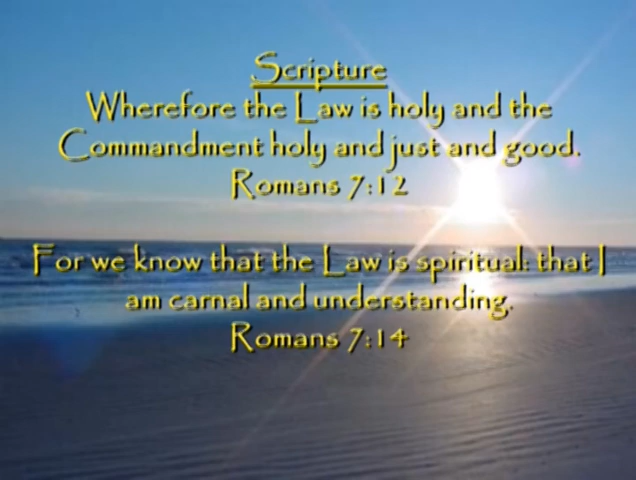 Scripture
Wherefore the Law is holy and the
Commandment holy and just and good.
Romans 7:12
For we know that the Law is spiritual: that I
am carnal and understanding.
Romans 7:14